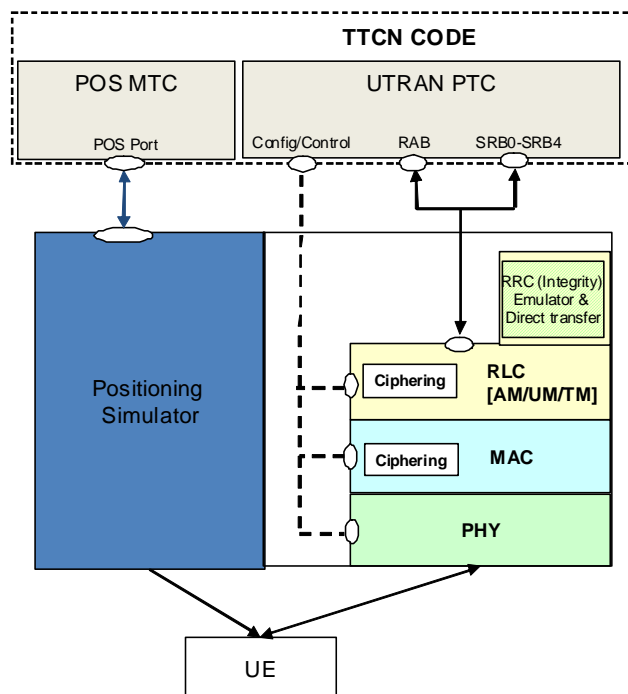 TTCN CODE
POS MTC
UTRAN PTC
POS Port
Config/Control
RAB
SRB0-SRB4
RRC (Integrity)
Emulator &
Direct transfer
Positioning
Simulator
Ciphering
RLC
[AM/UM/TM]
Ciphering
MAC
PHY
UE